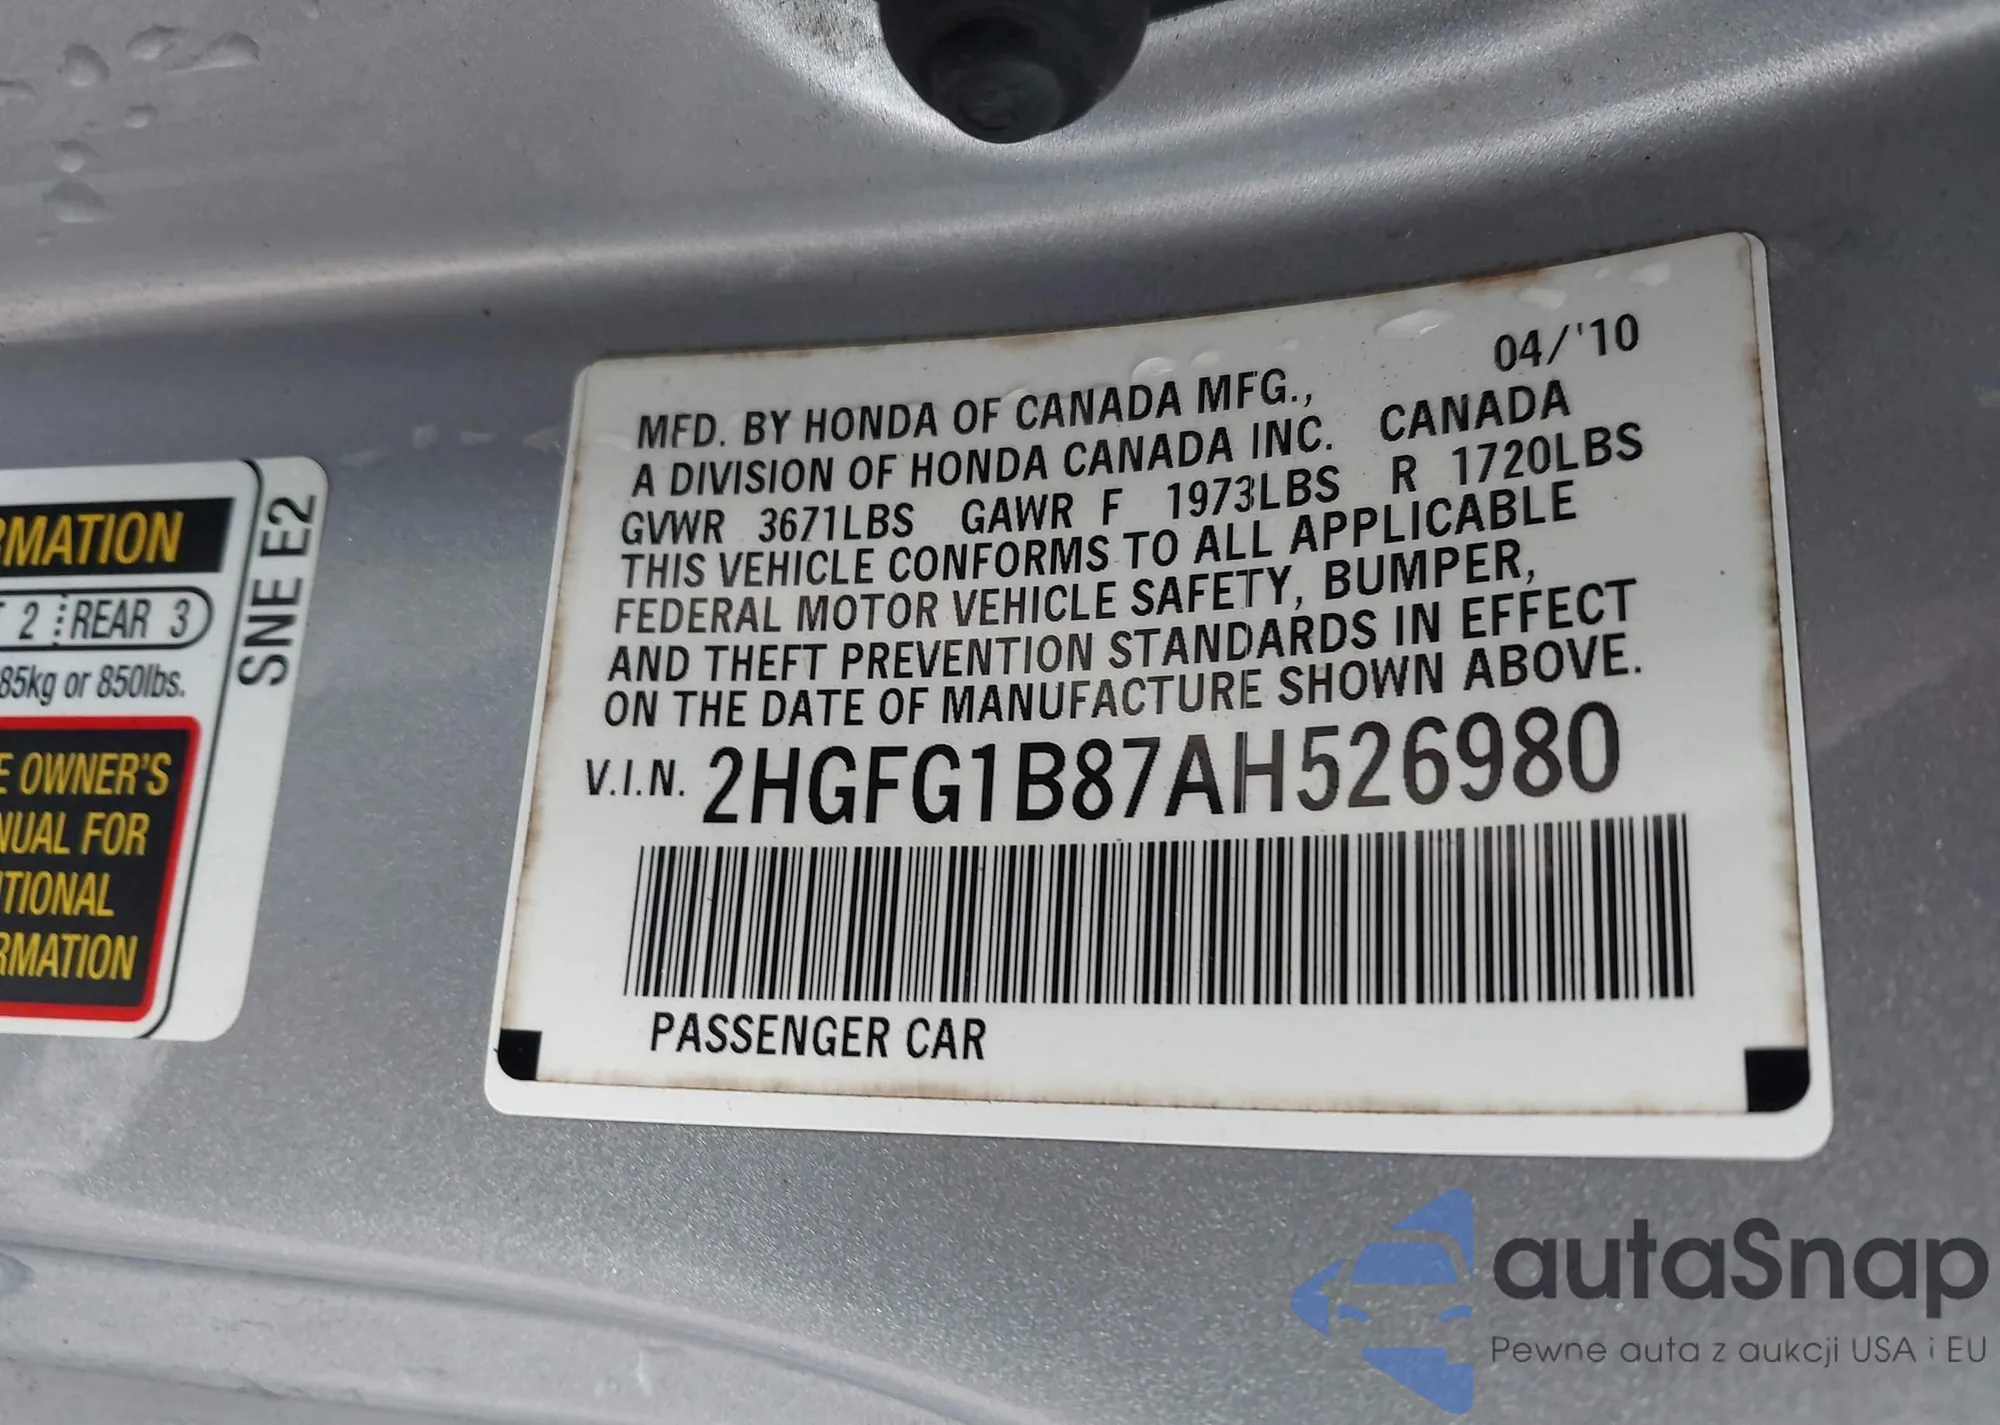 RMATION
2 REAR 3
85kg or 850lbs.
E OWNER'S
NUAL FOR
ITIONAL
RMATION
SNE E2
04/'10
MFD. BY HONDA OF CANADA MFG.,
A DIVISION OF HONDA CANADA INC. CANADA
GVWR 3671LBS GAWR F 1973LBS R 1720LBS
THIS VEHICLE CONFORMS TO ALL APPLICABLE
FEDERAL MOTOR VEHICLE SAFETY, BUMPER,
AND THEFT PREVENTION STANDARDS IN EFFECT
ON THE DATE OF MANUFACTURE SHOWN ABOVE.
V.I.N. 2HGFG1B87AH526980
PASSENGER CAR
autaSnap
Pewne auta z aukcji USA i EU